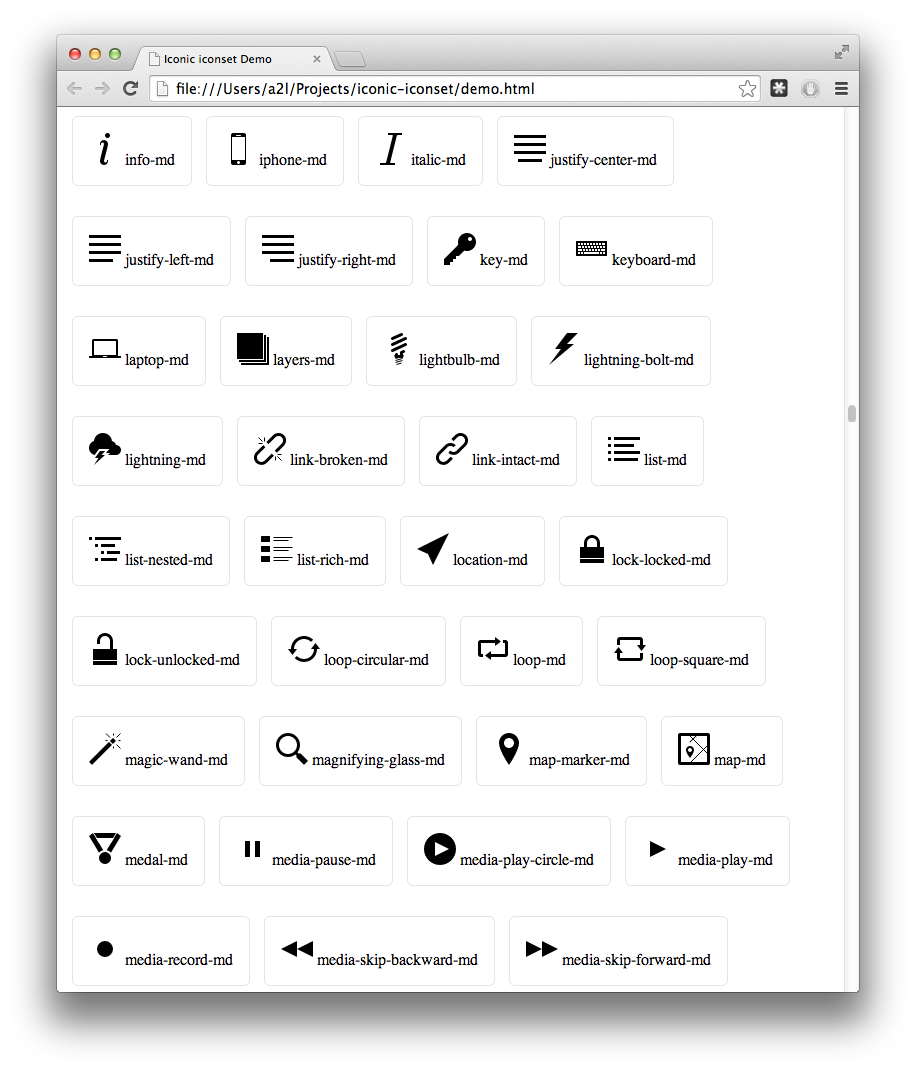 Iconic iconset Demo
file:///Users/a2l/Projects/iconic-iconset/demo.html
info-md iphone-md italic-md justify-center-md
justify-left-md justify-right-md key-md keyboard-md
laptop-md layers-md lightbulb-md lightning-bolt-md
lightning-md link-broken-md link-intact-md list-md
list-nested-md list-rich-md location-md lock-locked-md
lock-unlocked-md loop-circular-md loop-md loop-square-md
magic-wand-md magnifying-glass-md map-marker-md map-md
medal-md media-pause-md media-play-circle-md media-play-md
media-record-md media-skip-backward-md media-skip-forward-md